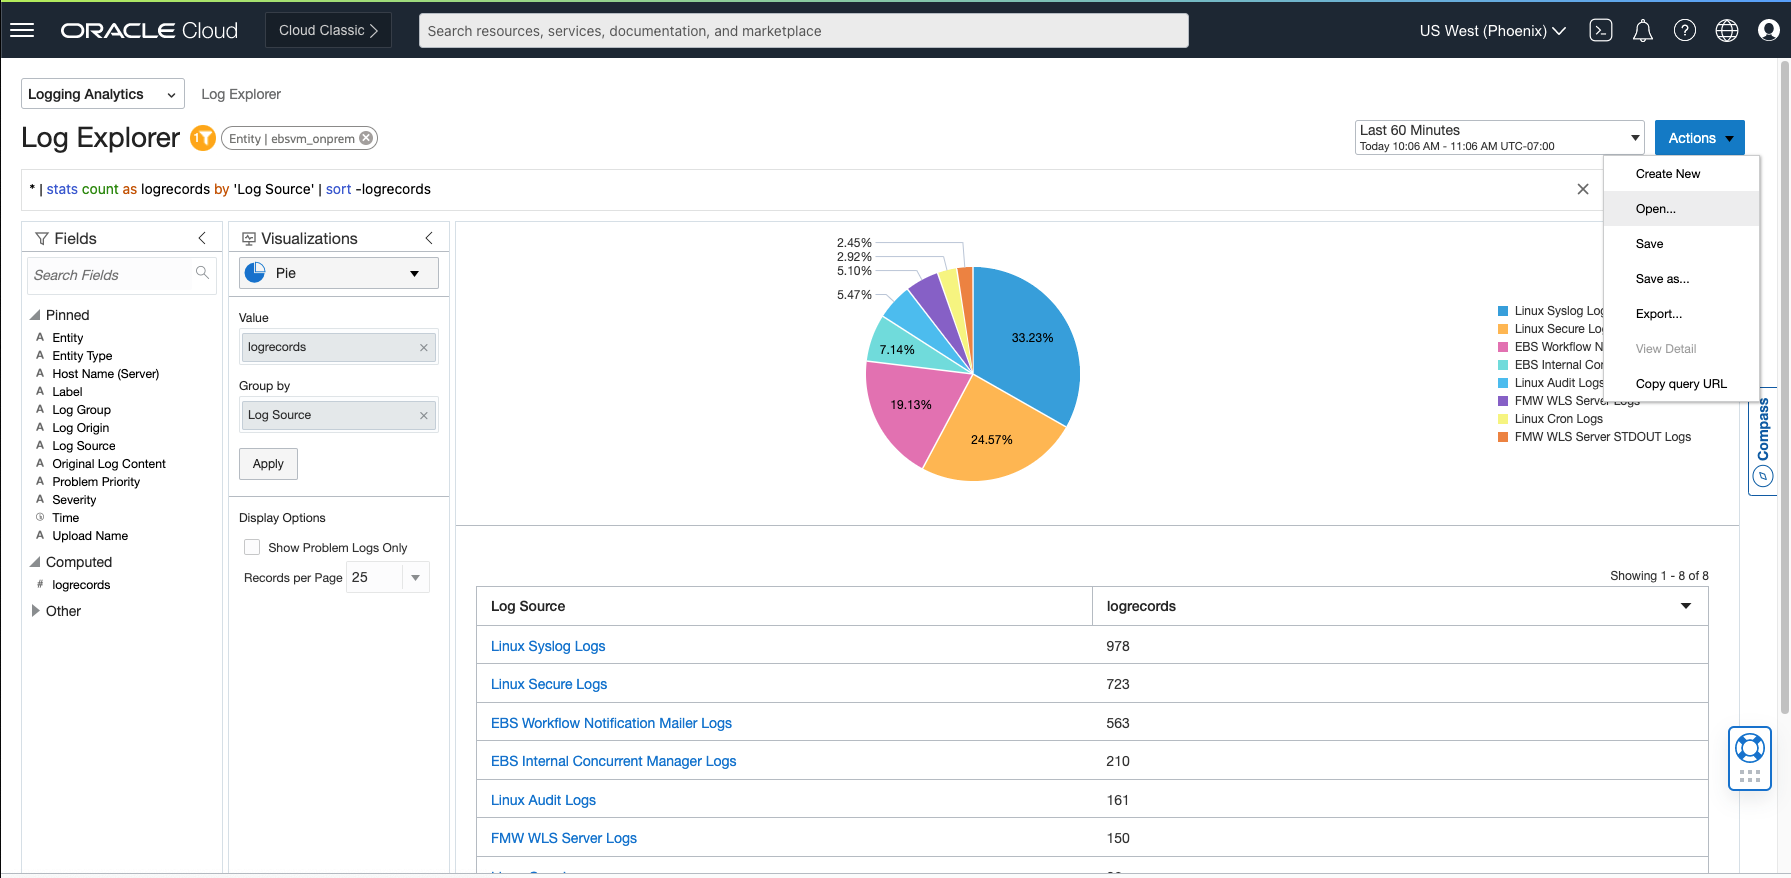 ORACLE Cloud
Cloud Classic
Search resources, services, documentation, and marketplace
US West (Phoenix)
Logging Analytics
Log Explorer
Log Explorer
1
Entity | ebsvm_onprem
Last 60 Minutes
Today 10:06 AM - 11:06 AM UTC-07:00
Actions
Create New
Open...
Save
Save as...
Export...
View Detail
Copy query URL
* | stats count as logrecords by 'Log Source' | sort -logrecords
Fields
Search Fields
Pinned
A Entity
A Entity Type
A Host Name (Server)
A Label
A Log Group
A Log Origin
A Log Source
A Original Log Content
A Problem Priority
A Severity
Time
A Upload Name
Computed
# logrecords
Other
Visualizations
Pie
Value
logrecords
Group by
Log Source
Apply
Display Options
Show Problem Logs Only
Records per Page 25
2.45%
2.92%
5.10%
5.47%
7.14%
19.13%
24.57%
33.23%
Linux Syslog
Linux Secure
EBS Workflow
EBS Internal
Linux Audit Logs
FMW WLS Server Logs
Linux Cron Logs
FMW WLS Server STDOUT Logs
Compass
Showing 1 - 8 of 8
Log Source logrecords
Linux Syslog Logs 978
Linux Secure Logs 723
EBS Workflow Notification Mailer Logs 563
EBS Internal Concurrent Manager Logs 210
Linux Audit Logs 161
FMW WLS Server Logs 150